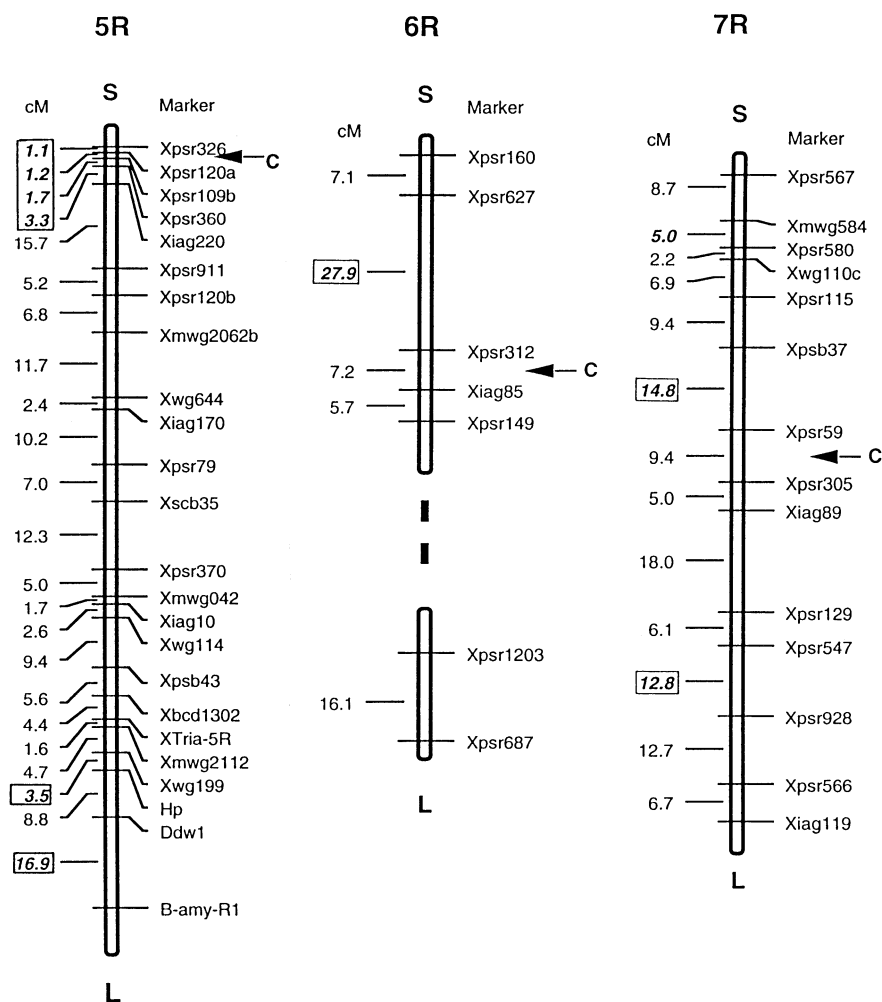 5R
S
cM Marker
1.1 Xpsr326
C
1.2 Xpsr120a
1.7 Xpsr109b
3.3 Xpsr360
15.7 Xiag220
Xpsr911
5.2
Xpsr120b
6.8
Xmwg2062b
11.7
Xwg644
2.4
Xiag170
10.2
Xpsr79
7.0
Xscb35
12.3
Xpsr370
5.0
Xmwg042
1.7
Xiag10
2.6
Xwg114
9.4
Xpsb43
5.6
Xbcd1302
4.4
XTria-5R
1.6
Xmwg2112
4.7
Xwg199
3.5
Hp
8.8
Ddw1
16.9
B-amy-R1
L
6R
S
Marker
cM
Xpsr160
7.1
Xpsr627
27.9
Xpsr312
7.2 C
Xiag85
5.7
Xpsr149
Xpsr1203
16.1
Xpsr687
L
7R
S
cM Marker
Xpsr567
8.7
Xmwg584
5.0
Xpsr580
2.2
Xwg110c
6.9
Xpsr115
9.4
Xpsb37
14.8
Xpsr59
9.4 C
Xpsr305
5.0
Xiag89
18.0
Xpsr129
6.1
Xpsr547
12.8
Xpsr928
12.7
Xpsr566
6.7
Xiag119
L